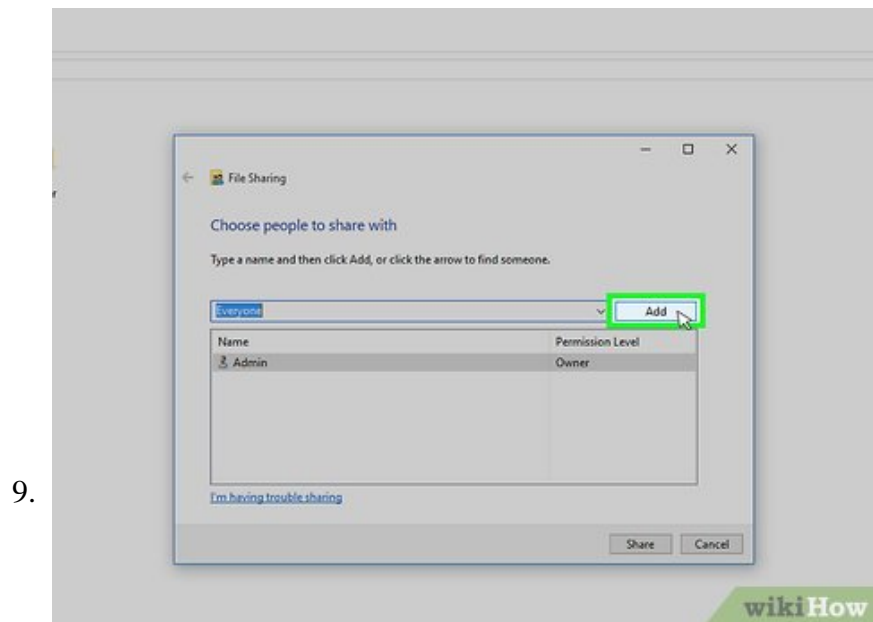 r
File Sharing
Choose people to share with
Type a name and then click Add, or click the arrow to find someone.
Everyone
Add
Name Permission Level
Admin Owner
9.
I'm having trouble sharing
Share Cancel
wikiHow